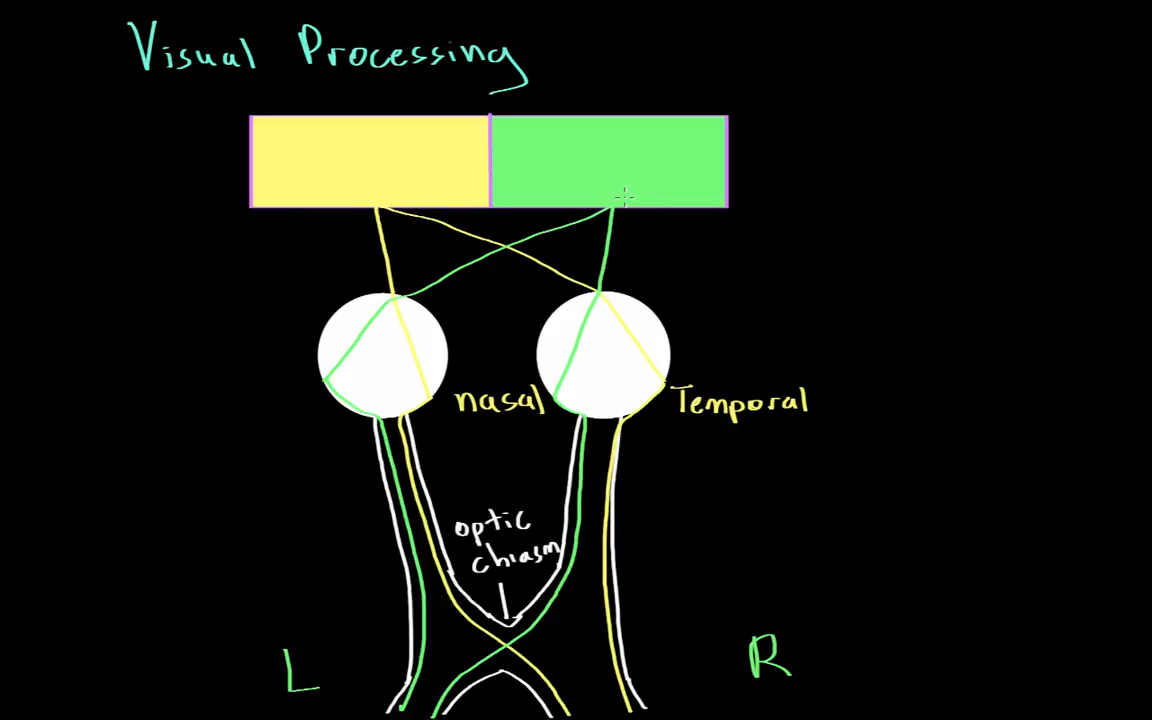 Visual Processing
nasal
Temporal
optic
chiasm
L
R